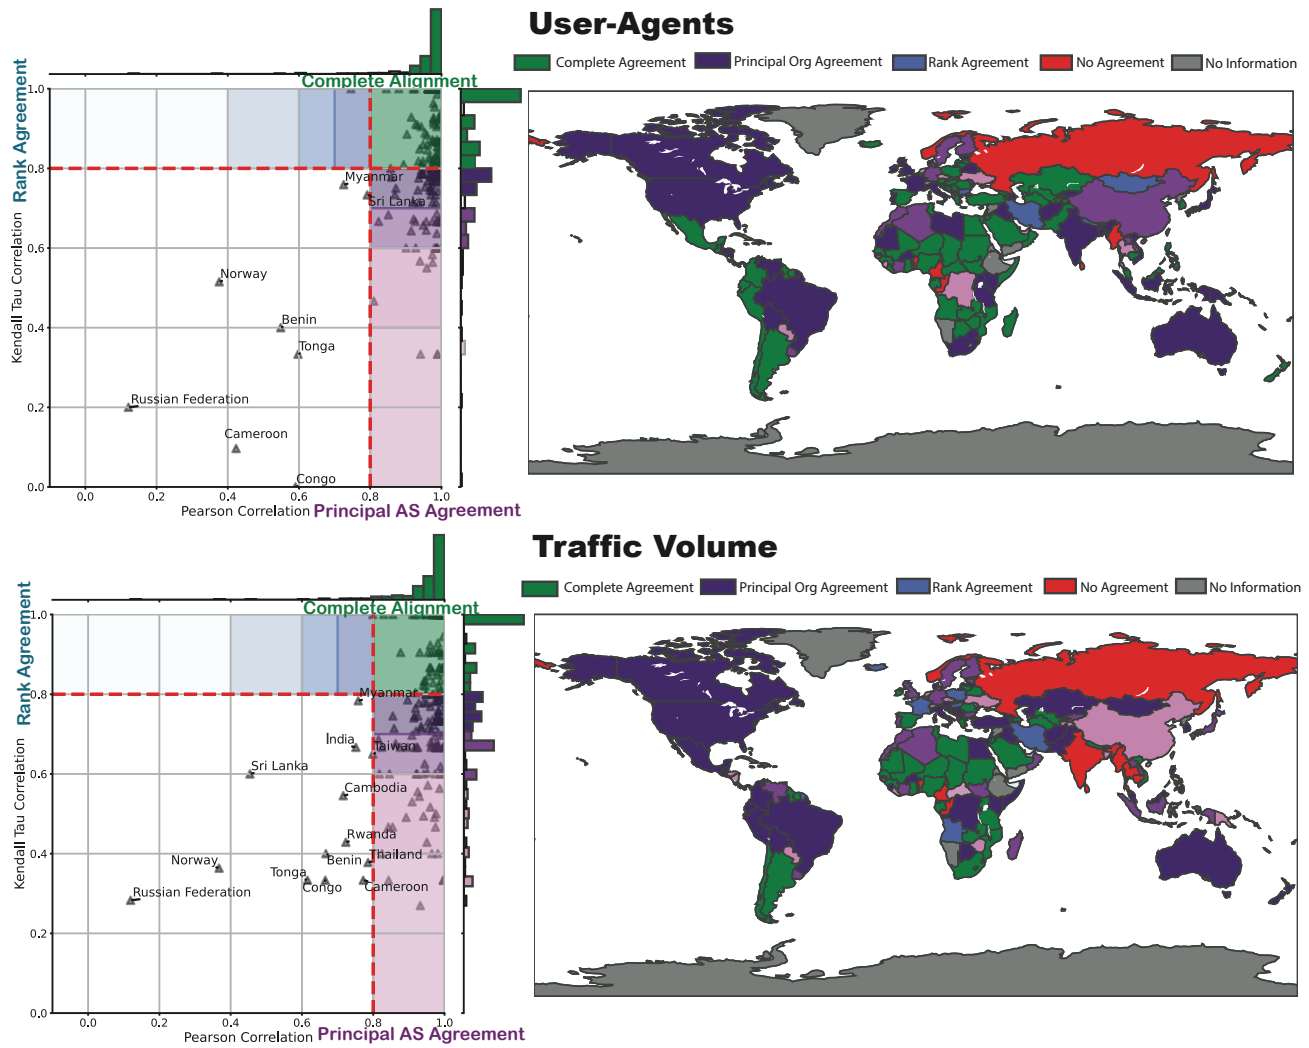 User-Agents
Complete Agreement
Principal Org Agreement
Rank Agreement
No Agreement
No Information
Complete Alignment
Rank Agreement
Kendall Tau Correlation
1.0
0.8
0.6
0.4
0.2
0.0
Myanmar
Sri Lanka
Norway
Benin
Tonga
Russian Federation
Cameroon
Congo
0.0
0.2
0.4
0.6
0.8
1.0
Pearson Correlation
Principal AS Agreement
Traffic Volume
Complete Agreement
Principal Org Agreement
Rank Agreement
No Agreement
No Information
Complete Alignment
Rank Agreement
Kendall Tau Correlation
1.0
0.8
0.6
0.4
0.2
0.0
Myanmar
India
Taiwan
Sri Lanka
Cambodia
Rwanda
Norway
Benin
Thailand
Tonga
Congo
Cameroon
Russian Federation
0.0
0.2
0.4
0.6
0.8
1.0
Pearson Correlation
Principal AS Agreement